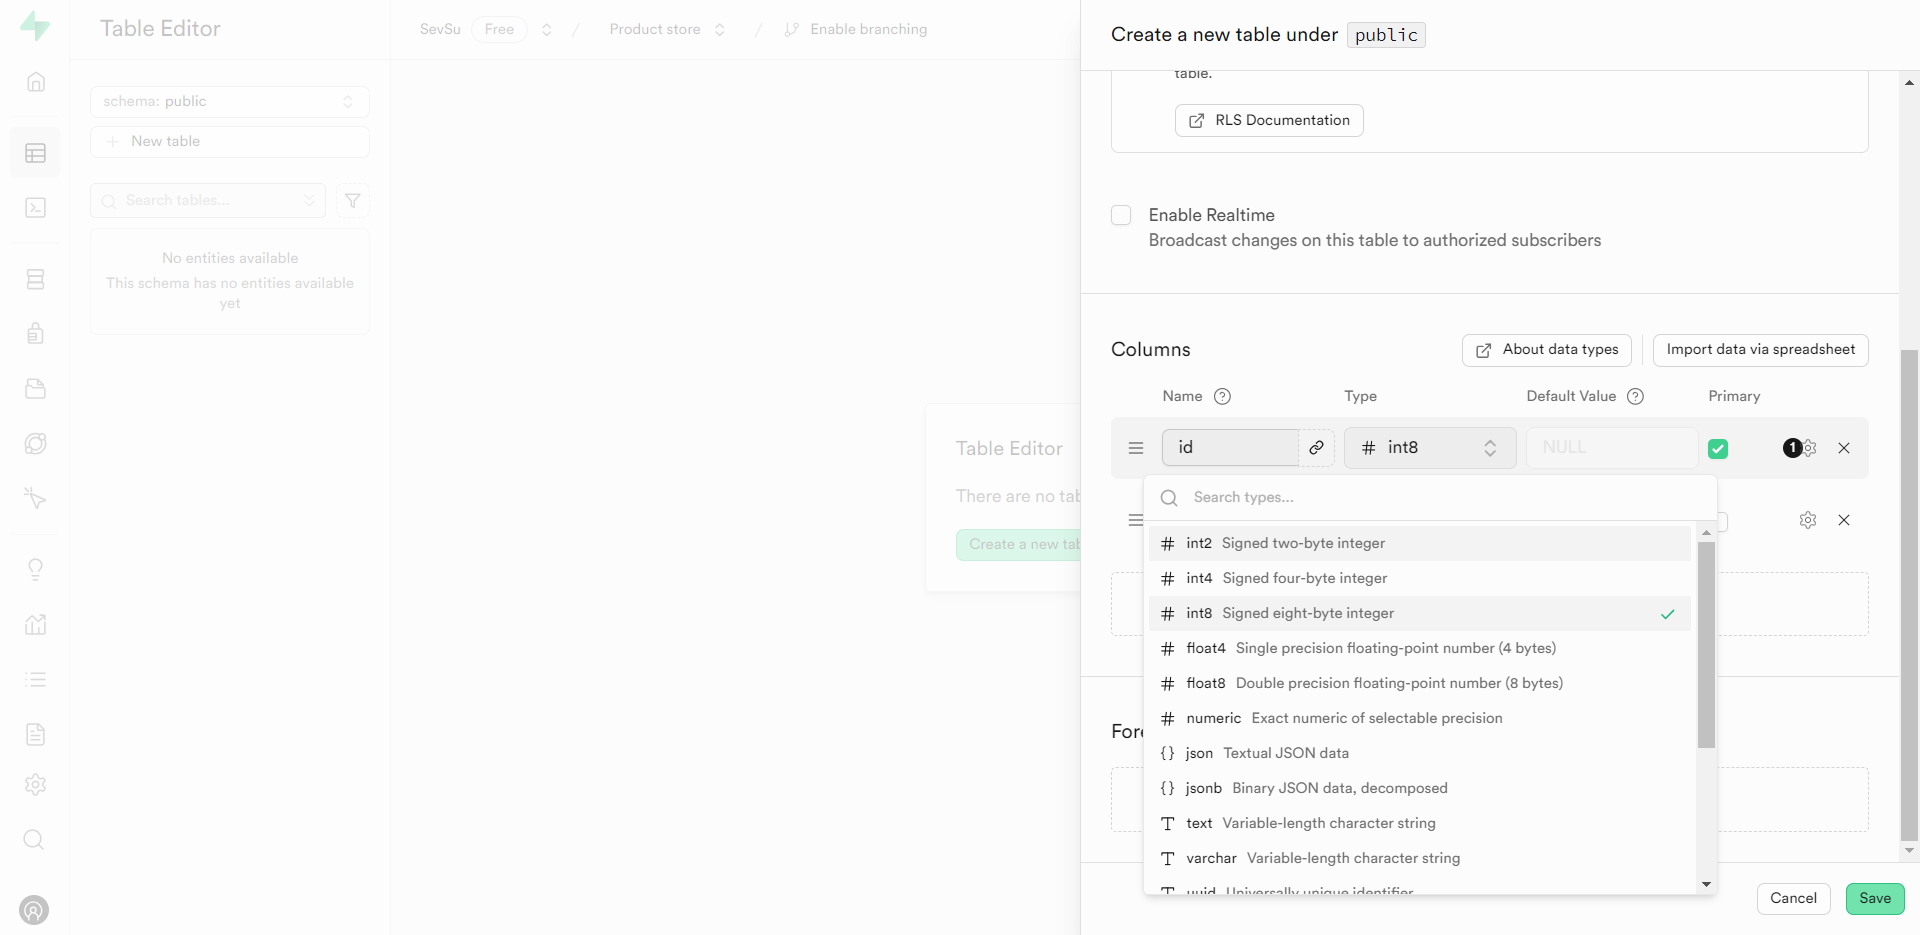 Table Editor
SevSu Free / Product store / Enable branching
schema: public
New table
Search tables...
No entities available
This schema has no entities available
yet
Table Editor
There are no tab
Create a new tab
Create a new table under public
table.
RLS Documentation
Enable Realtime
Broadcast changes on this table to authorized subscribers
Columns
About data types
Import data via spreadsheet
Name Type Default Value Primary
id int8 NULL 1
Search types...
int2 Signed two-byte integer
int4 Signed four-byte integer
int8 Signed eight-byte integer
float4 Single precision floating-point number (4 bytes)
float8 Double precision floating-point number (8 bytes)
numeric Exact numeric of selectable precision
json Textual JSON data
jsonb Binary JSON data, decomposed
text Variable-length character string
varchar Variable-length character string
uuid Universally unique identifier
Fore
Cancel
Save